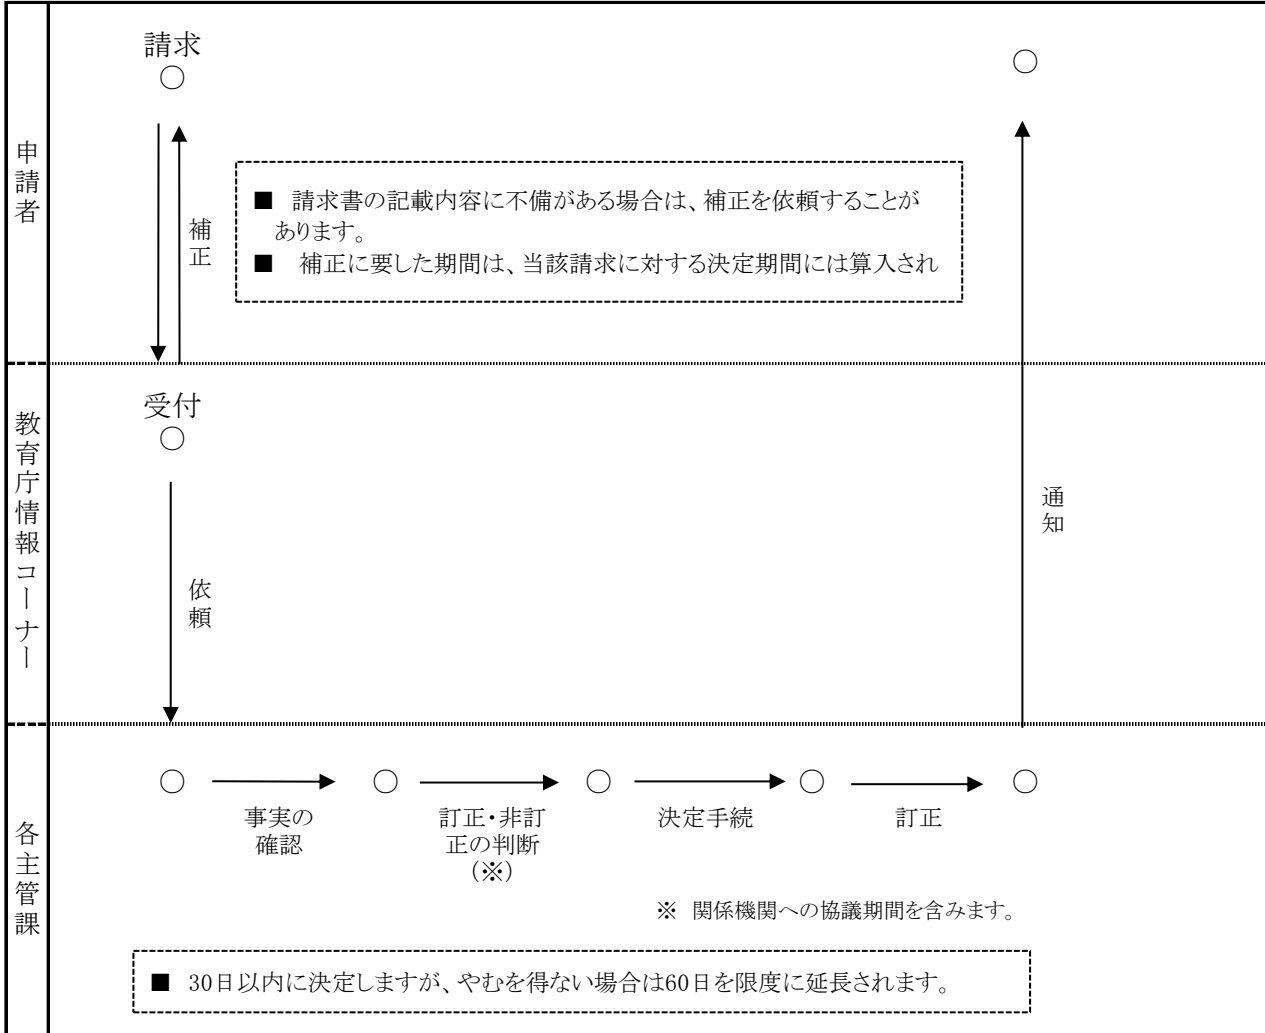 申請者
請求
補正
■ 請求書の記載内容に不備がある場合は、補正を依頼することが
あります。
■ 補正に要した期間は、当該請求に対する決定期間には算入され
教育庁情報コーナー
受付
依頼
通知
各主管課
事実の
確認
訂正・非訂
正の判断
(※)
決定手続
訂正
※ 関係機関への協議期間を含みます。
■ 30日以内に決定しますが、やむを得ない場合は60日を限度に延長されます。